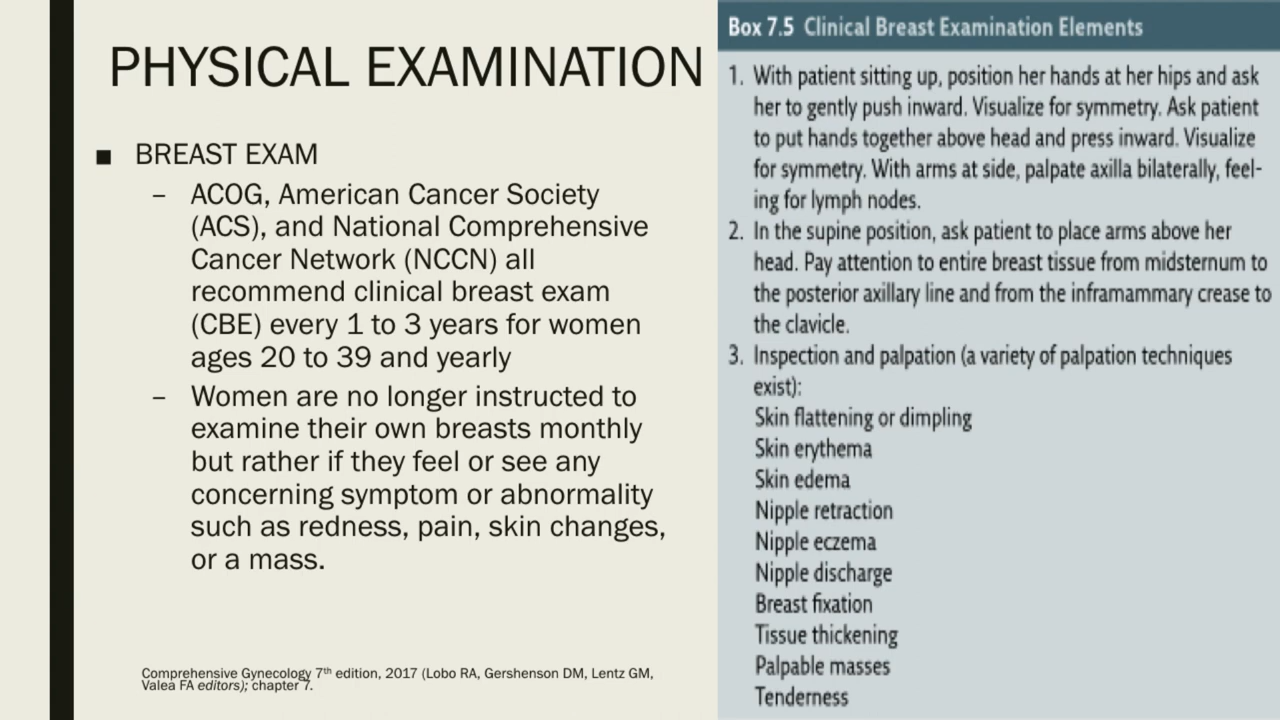 PHYSICAL EXAMINATION
■ BREAST EXAM
– ACOG, American Cancer Society
(ACS), and National Comprehensive
Cancer Network (NCCN) all
recommend clinical breast exam
(CBE) every 1 to 3 years for women
ages 20 to 39 and yearly
– Women are no longer instructed to
examine their own breasts monthly
but rather if they feel or see any
concerning symptom or abnormality
such as redness, pain, skin changes,
or a mass.
Comprehensive Gynecology 7th edition, 2017 (Lobo RA, Gershenson DM, Lentz GM,
Valea FA editors); chapter 7.
Box 7.5 Clinical Breast Examination Elements
1. With patient sitting up, position her hands at her hips and ask
her to gently push inward. Visualize for symmetry. Ask patient
to put hands together above head and press inward. Visualize
for symmetry. With arms at side, palpate axilla bilaterally, feel-
ing for lymph nodes.
2. In the supine position, ask patient to place arms above her
head. Pay attention to entire breast tissue from midsternum to
the posterior axillary line and from the inframammary crease to
the clavicle.
3. Inspection and palpation (a variety of palpation techniques
exist):
Skin flattening or dimpling
Skin erythema
Skin edema
Nipple retraction
Nipple eczema
Nipple discharge
Breast fixation
Tissue thickening
Palpable masses
Tenderness